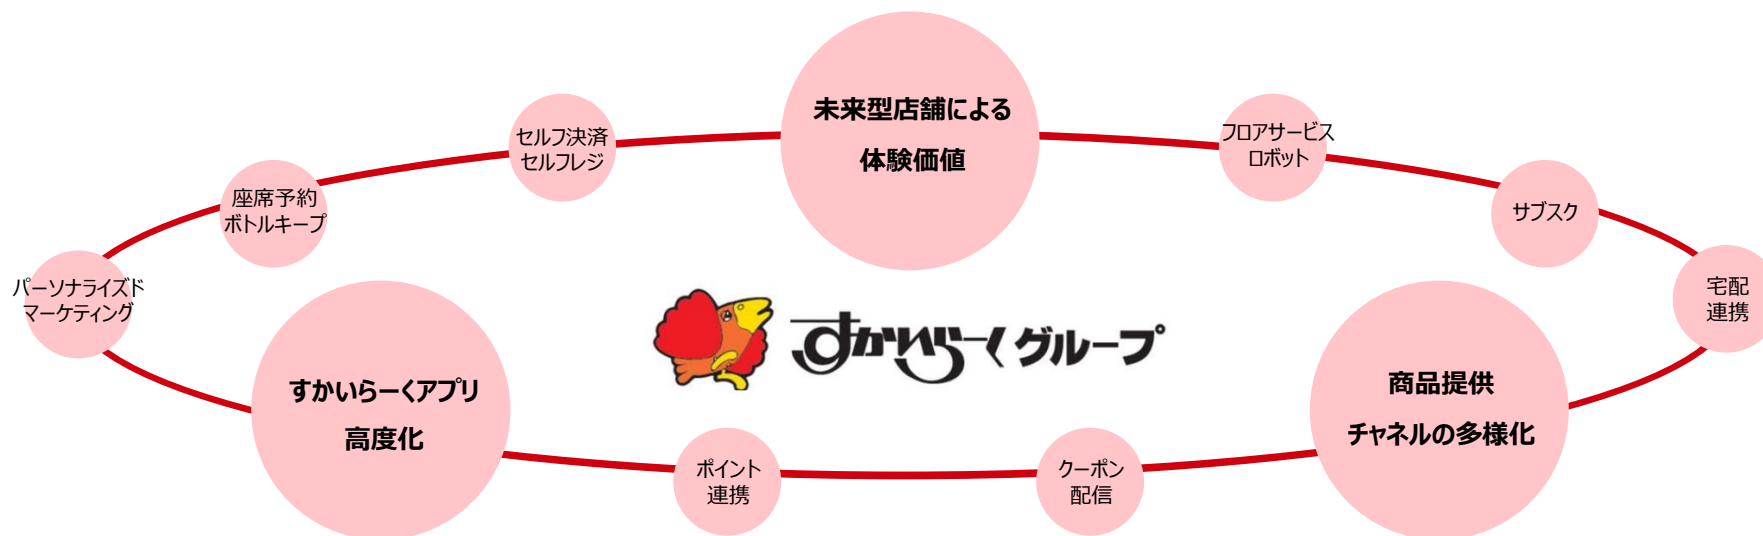 未来型店舗による
体験価値
セルフ決済
セルフレジ
フロアサービス
ロボット
座席予約
ボトルキープ
サブスク
パーソナライズド
マーケティング
宅配
連携
すかいらーくグループ
すかいらーくアプリ
高度化
商品提供
チャネルの多様化
ポイント
連携
クーポン
配信